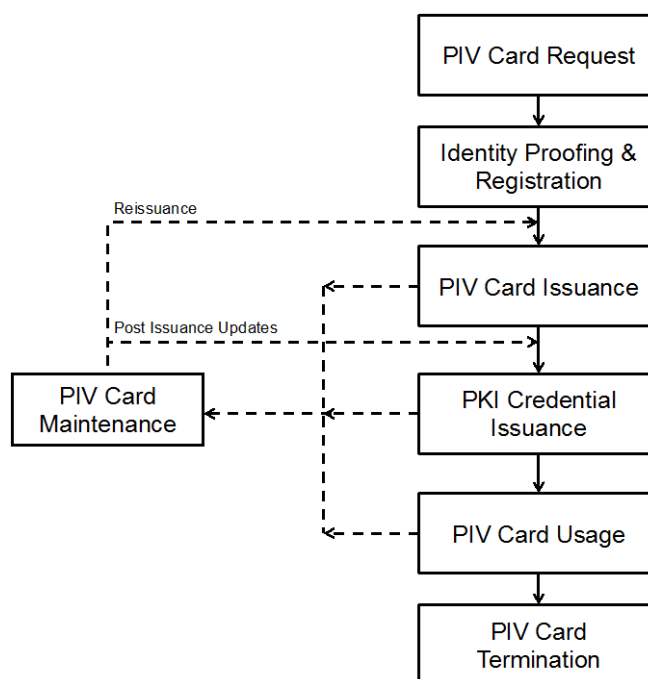 PIV Card Request
Identity Proofing &
Registration
Reissuance
PIV Card Issuance
Post Issuance Updates
PIV Card
Maintenance
PKI Credential
Issuance
PIV Card Usage
PIV Card
Termination